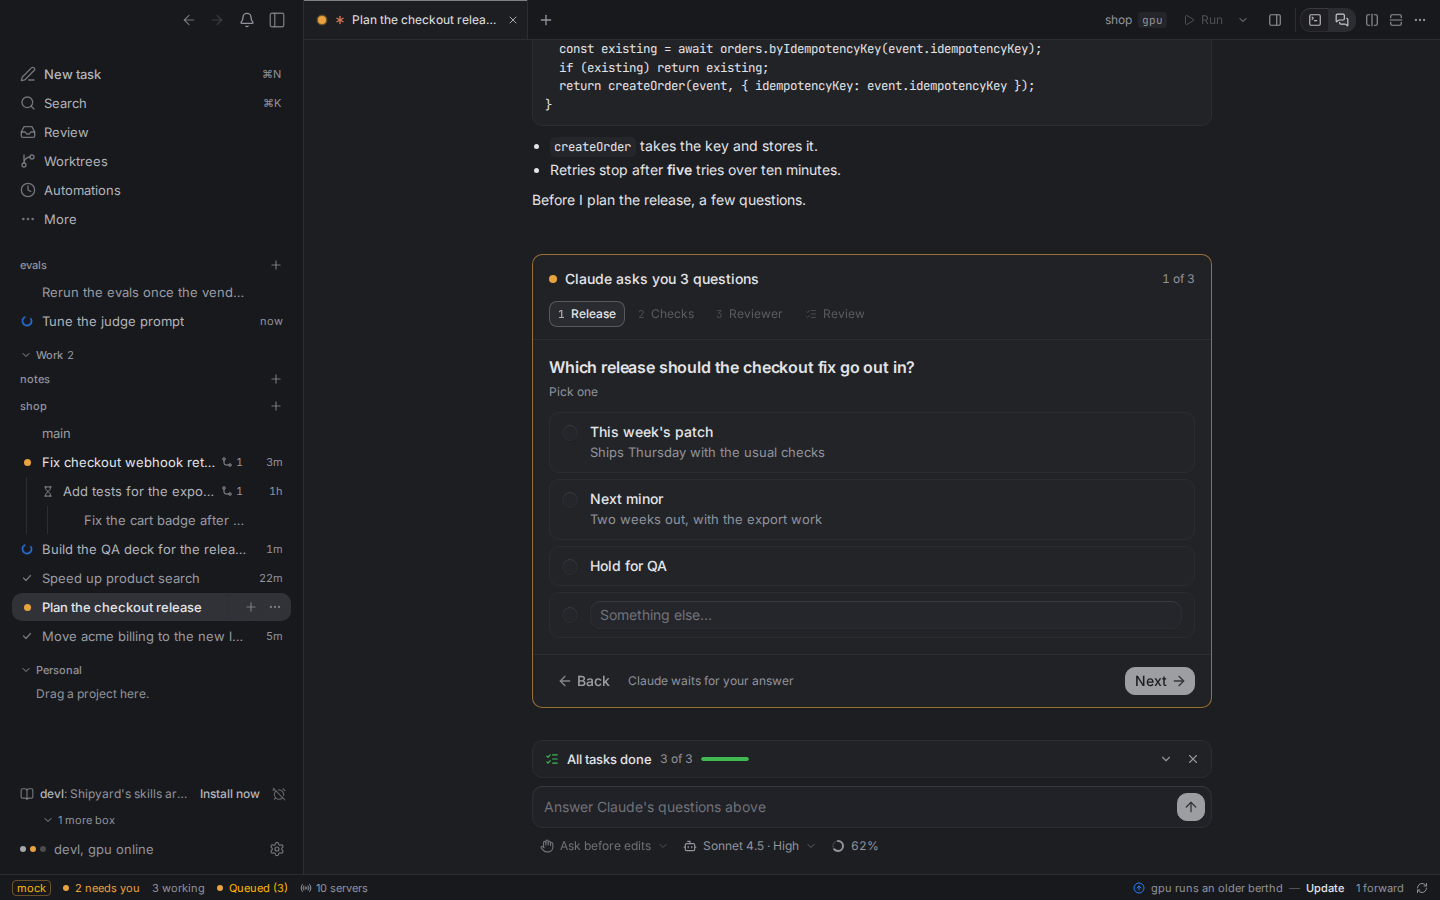 Plan the checkout relea...
shop gpu Run
New task ⌘N
Search ⌘K
Review
Worktrees
Automations
More
evals
Rerun the evals once the vend...
Tune the judge prompt now
Work 2
notes
shop
main
Fix checkout webhook ret... 1 3m
Add tests for the expo... 1 1h
Fix the cart badge after ...
Build the QA deck for the relea... 1m
Speed up product search 22m
Plan the checkout release
Move acme billing to the new l... 5m
Personal
Drag a project here.
devl: Shipyard's skills ar... Install now
1 more box
devl, gpu online
const existing = await orders.byIdempotencyKey(event.idempotencyKey);
if (existing) return existing;
return createOrder(event, { idempotencyKey: event.idempotencyKey });
}
createOrder takes the key and stores it.
Retries stop after five tries over ten minutes.
Before I plan the release, a few questions.
Claude asks you 3 questions 1 of 3
1 Release 2 Checks 3 Reviewer Review
Which release should the checkout fix go out in?
Pick one
This week's patch
Ships Thursday with the usual checks
Next minor
Two weeks out, with the export work
Hold for QA
Something else...
Back Claude waits for your answer Next
All tasks done 3 of 3
Answer Claude's questions above
Ask before edits Sonnet 4.5 · High 62%
mock 2 needs you 3 working Queued (3) 10 servers gpu runs an older berthd — Update 1 forward